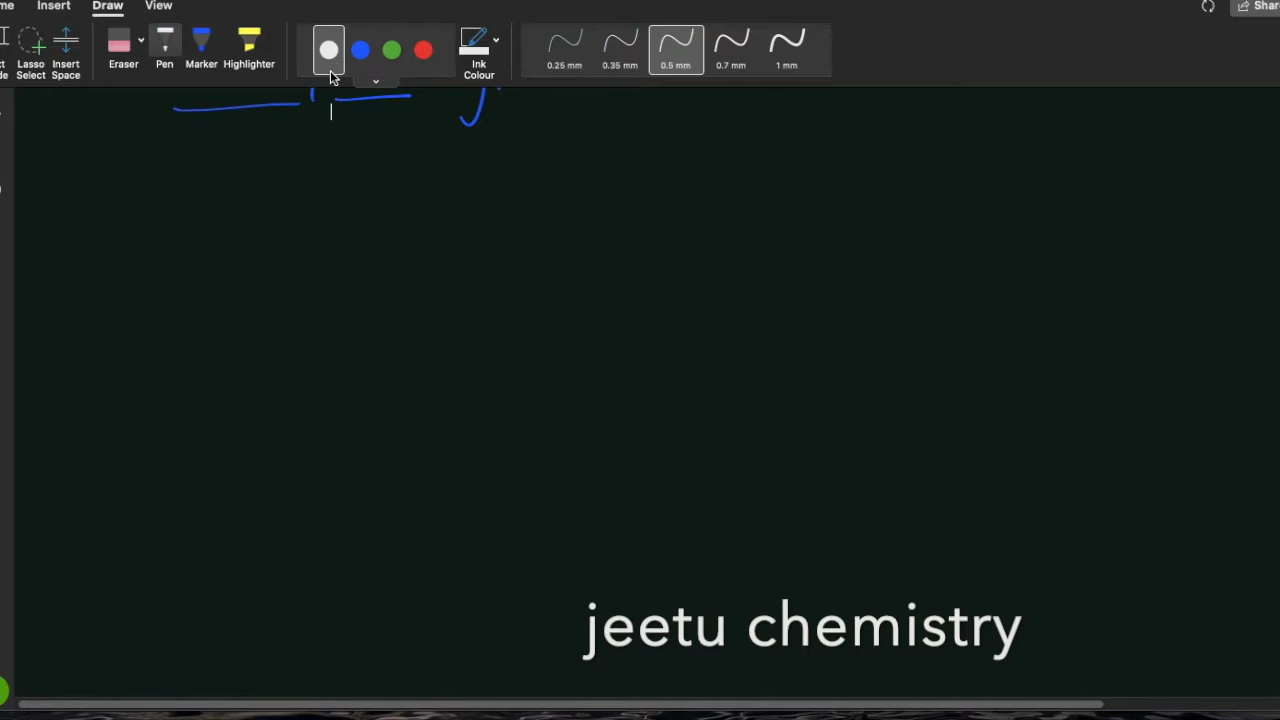 Insert Draw View
Share
Lasso Select
Insert Space
Eraser
Pen
Marker
Highlighter
Ink Colour
0.25 mm
0.35 mm
0.5 mm
0.7 mm
1 mm
jeetu chemistry